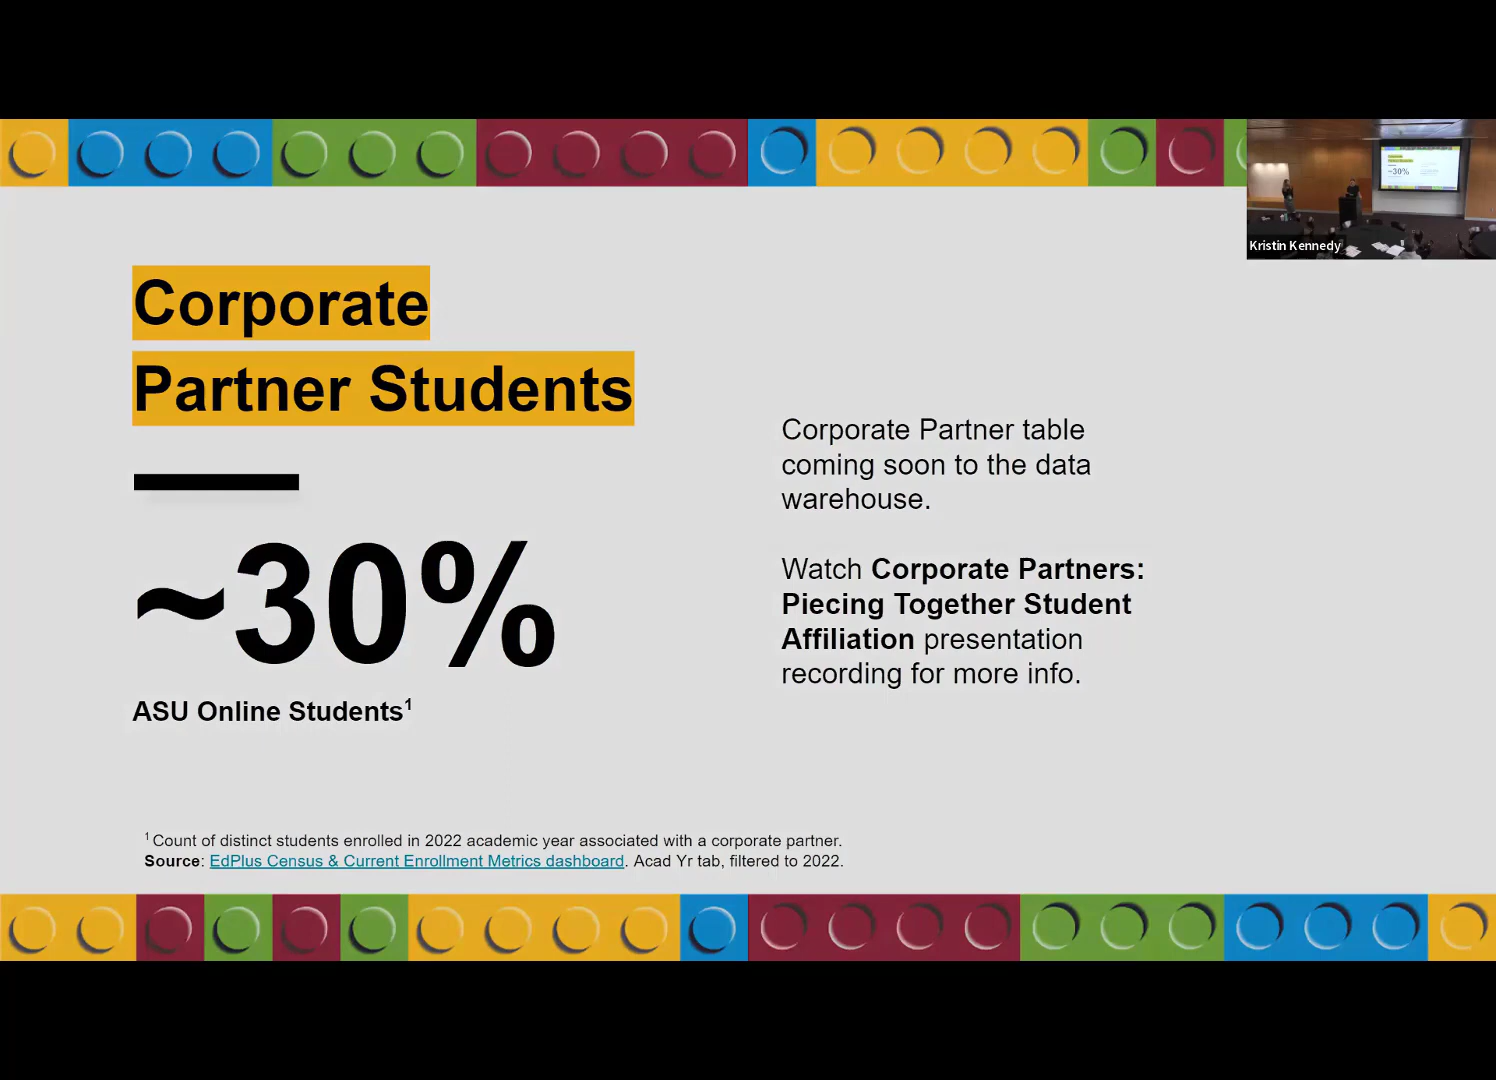 Corporate
Partner Students
~30%
ASU Online Students¹
Corporate Partner table
coming soon to the data
warehouse.
Watch Corporate Partners:
Piecing Together Student
Affiliation presentation
recording for more info.
¹ Count of distinct students enrolled in 2022 academic year associated with a corporate partner.
Source: EdPlus Census & Current Enrollment Metrics dashboard. Acad Yr tab, filtered to 2022.
~30%
Kristin Kennedy